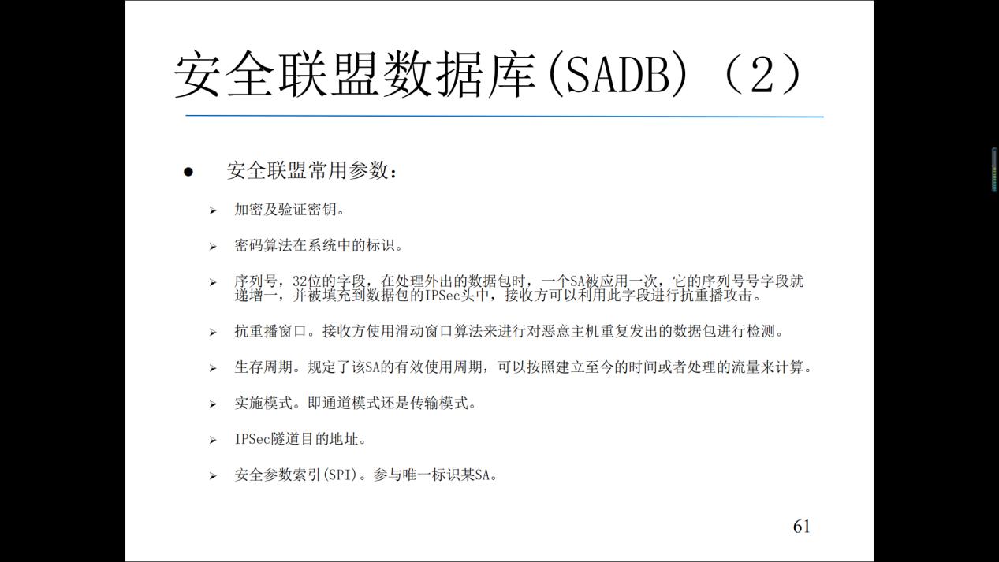 安全联盟数据库(SADB)（2）
● 安全联盟常用参数：
➢ 加密及验证密钥。
➢ 密码算法在系统中的标识。
➢ 序列号，32位的字段，在处理外出的数据包时，一个SA被应用一次，它的序列号号字段就
递增一，并被填充到数据包的IPSec头中，接收方可以利用此字段进行抗重播攻击。
➢ 抗重播窗口。接收方使用滑动窗口算法来进行对恶意主机重复发出的数据包进行检测。
➢ 生存周期。规定了该SA的有效使用周期，可以按照建立至今的时间或者处理的流量来计算。
➢ 实施模式。即通道模式还是传输模式。
➢ IPSec隧道目的地址。
➢ 安全参数索引(SPI)。参与唯一标识某SA。
61